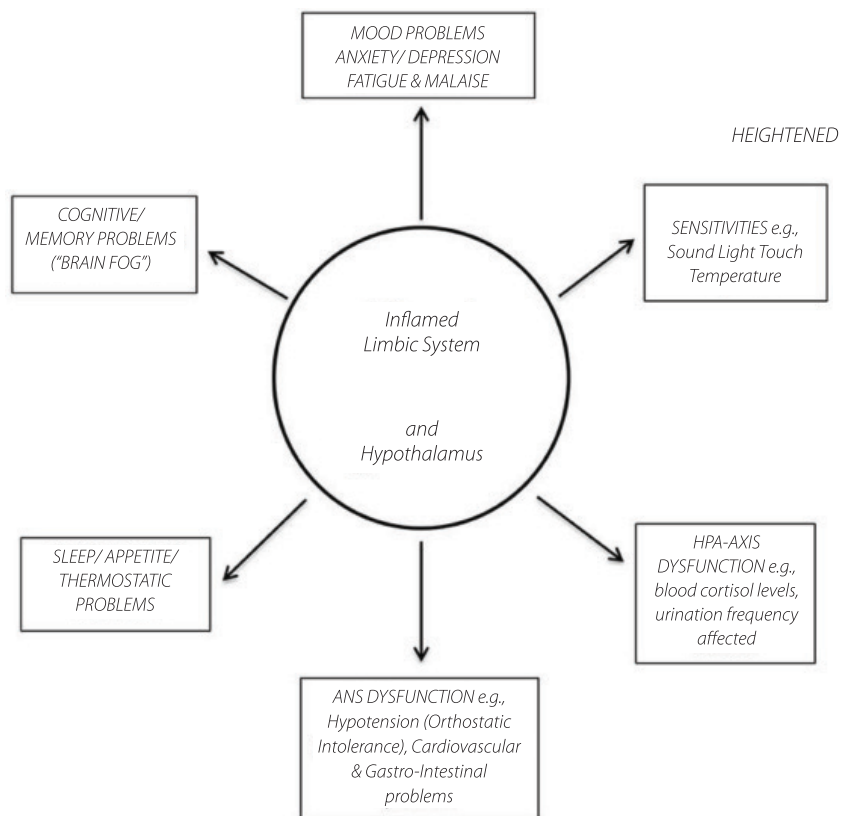 MOOD PROBLEMS
ANXIETY/ DEPRESSION
FATIGUE & MALAISE
HEIGHTENED
SENSITIVITIES e.g.,
Sound Light Touch
Temperature
COGNITIVE/
MEMORY PROBLEMS
("BRAIN FOG")
Inflamed
Limbic System
and
Hypothalamus
HPA-AXIS
DYSFUNCTION e.g.,
blood cortisol levels,
urination frequency
affected
SLEEP/ APPETITE/
THERMOSTATIC
PROBLEMS
ANS DYSFUNCTION e.g.,
Hypotension (Orthostatic
Intolerance), Cardiovascular
& Gastro-Intestinal
problems